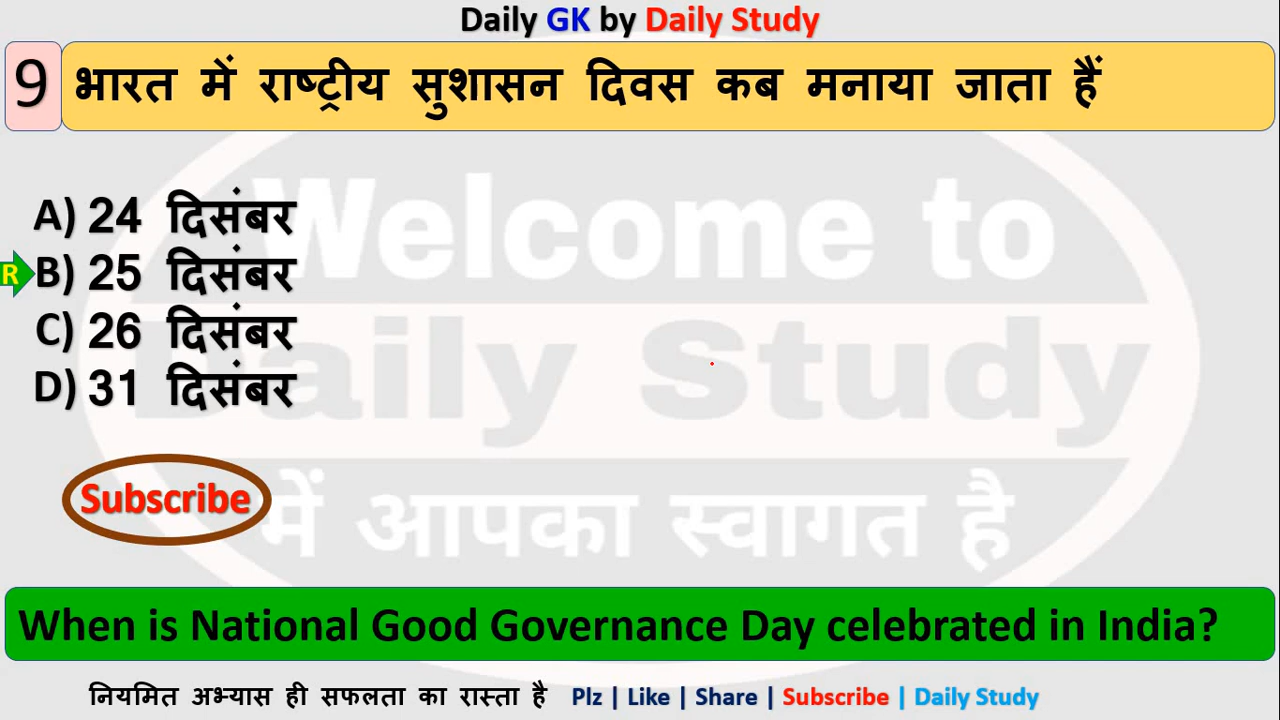 Daily GK by Daily Study
9 भारत में राष्ट्रीय सुशासन दिवस कब मनाया जाता हैं
A) 24 दिसंबर
R B) 25 दिसंबर
C) 26 दिसंबर
D) 31 दिसंबर
Welcome to
Daily Study
में आपका स्वागत है
Subscribe
When is National Good Governance Day celebrated in India?
नियमित अभ्यास ही सफलता का रास्ता है Plz | Like | Share | Subscribe | Daily Study